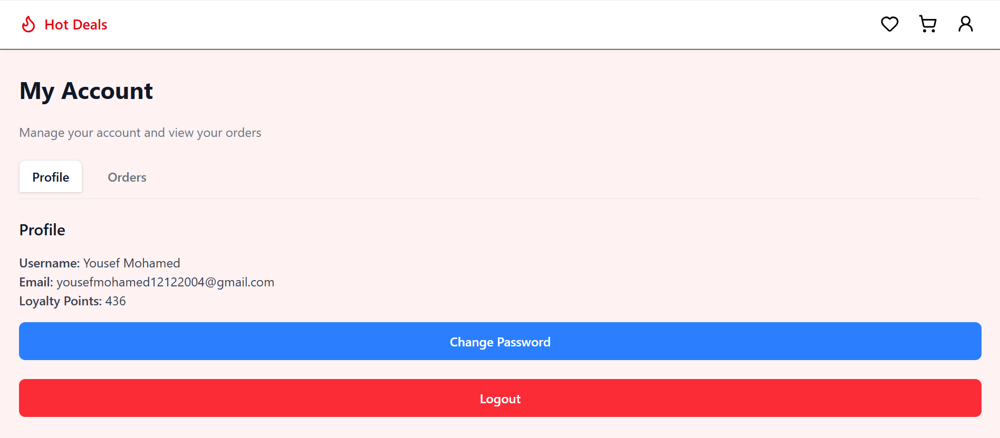 Hot Deals
My Account
Manage your account and view your orders
Profile
Orders
Profile
Username: Yousef Mohamed
Email: yousefmohamed12122004@gmail.com
Loyalty Points: 436
Change Password
Logout